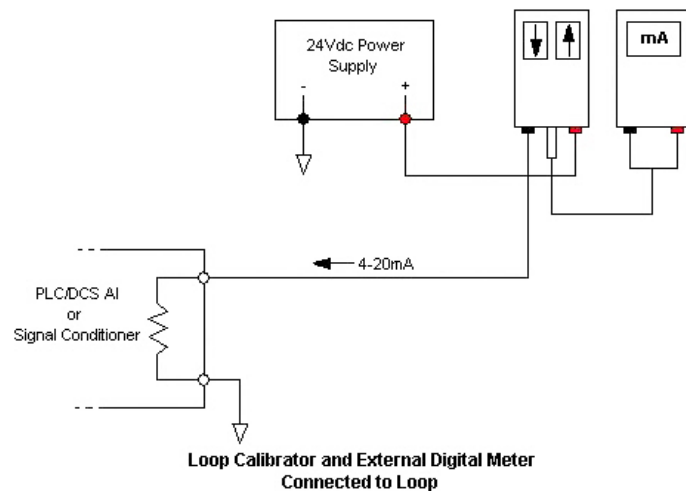 24Vdc Power
Supply
- +
mA
4-20mA
PLC/DCS AI
or
Signal Conditioner
Loop Calibrator and External Digital Meter
Connected to Loop